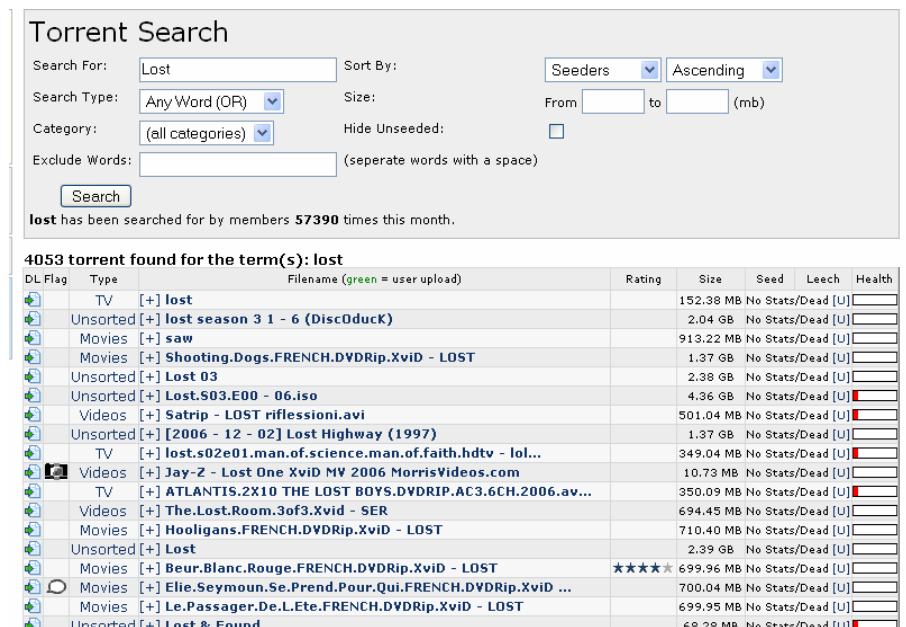 Torrent Search
Search For: Lost Sort By: Seeders Ascending
Search Type: Any Word (OR) Size: From to (mb)
Category: (all categories) Hide Unseeded:
Exclude Words: (seperate words with a space)
Search
lost has been searched for by members 57390 times this month.
4053 torrent found for the term(s): lost
DL Flag Type Filename (green = user upload) Rating Size Seed Leech Health
TV [+] lost 152.38 MB No Stats/Dead [U]
Unsorted [+] lost season 3 1 - 6 (Disc0ducK) 2.04 GB No Stats/Dead [U]
Movies [+] saw 913.22 MB No Stats/Dead [U]
Movies [+] Shooting.Dogs.FRENCH.DVDRip.XviD - LOST 1.37 GB No Stats/Dead [U]
Unsorted [+] Lost 03 2.38 GB No Stats/Dead [U]
Unsorted [+] Lost.S03.E00 - 06.iso 4.36 GB No Stats/Dead [U]
Videos [+] Satrip - LOST riflessioni.avi 501.04 MB No Stats/Dead [U]
Unsorted [+] [2006 - 12 - 02] Lost Highway (1997) 1.37 GB No Stats/Dead [U]
TV [+] lost.s02e01.man.of.science.man.of.faith.hdtv - lol... 349.04 MB No Stats/Dead [U]
Videos [+] Jay-Z - Lost One XviD MV 2006 MorrisVideos.com 10.73 MB No Stats/Dead [U]
TV [+] ATLANTIS.2X10 THE LOST BOYS.DVDRIP.AC3.6CH.2006.av... 350.09 MB No Stats/Dead [U]
Videos [+] The.Lost.Room.3of3.Xvid - SER 694.45 MB No Stats/Dead [U]
Movies [+] Hooligans.FRENCH.DVDRip.XviD - LOST 710.40 MB No Stats/Dead [U]
Unsorted [+] Lost 2.39 GB No Stats/Dead [U]
Movies [+] Beur.Blanc.Rouge.FRENCH.DVDRip.XviD - LOST 699.96 MB No Stats/Dead [U]
Movies [+] Elie.Seymoun.Se.Prend.Pour.Qui.FRENCH.DVDRip.XviD ... 700.04 MB No Stats/Dead [U]
Movies [+] Le.Passager.De.L.Ete.FRENCH.DVDRip.XviD - LOST 699.95 MB No Stats/Dead [U]
Unsorted [+] Lost & Found 68.28 MB No Stats/Dead [U]